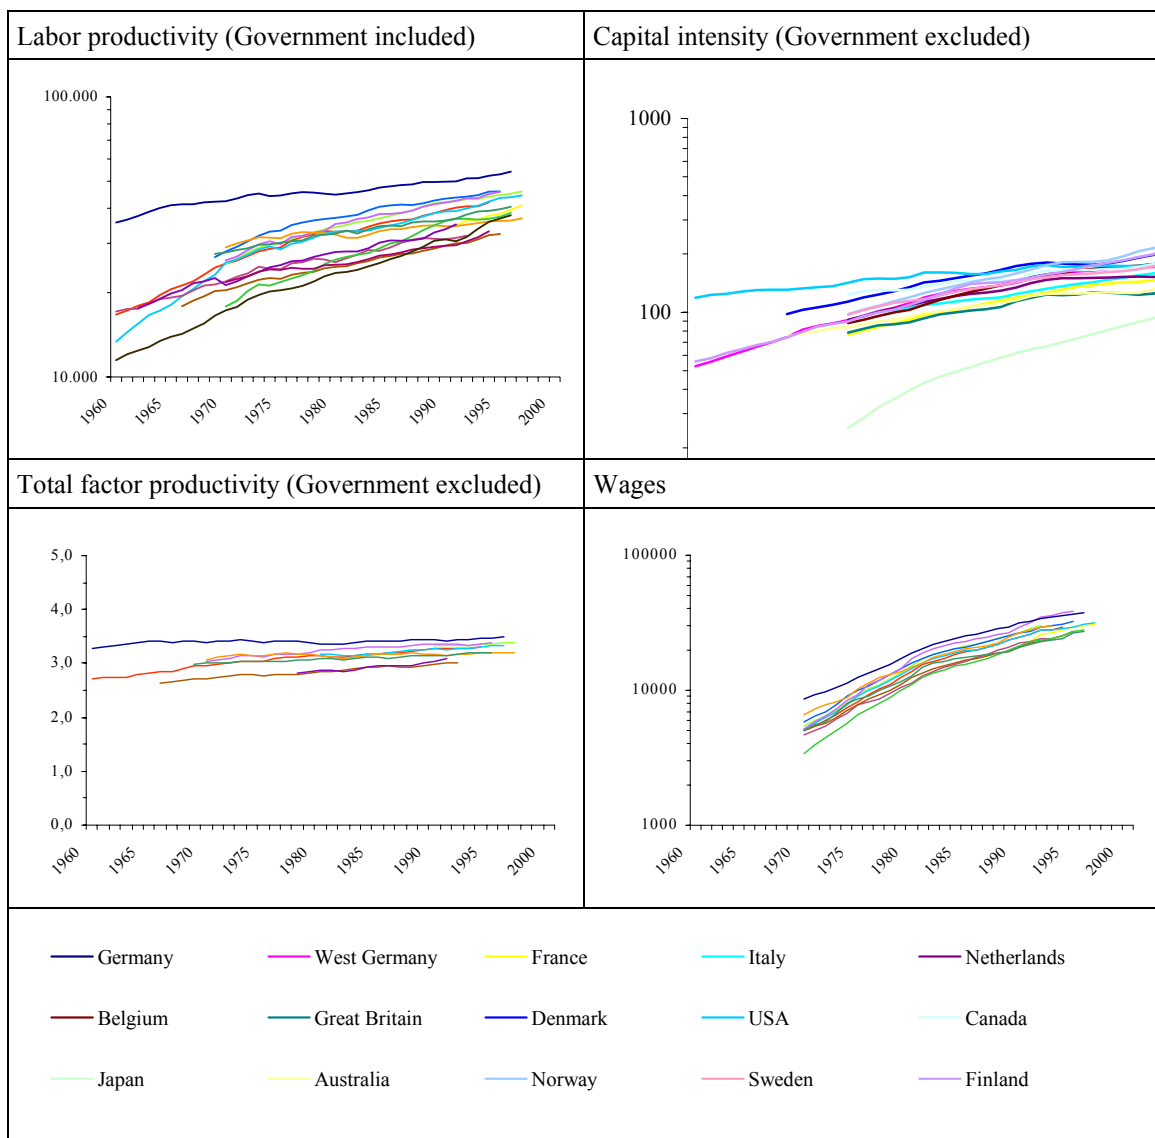 Labor productivity (Government included)
Capital intensity (Government excluded)
100.000
10.000
1960 1965 1970 1975 1980 1985 1990 1995 2000
1000
100
Total factor productivity (Government excluded)
Wages
5,0
4,0
3,0
2,0
1,0
0,0
1960 1965 1970 1975 1980 1985 1990 1995 2000
100000
10000
1000
1960 1965 1970 1975 1980 1985 1990 1995 2000
Germany West Germany France Italy Netherlands
Belgium Great Britain Denmark USA Canada
Japan Australia Norway Sweden Finland